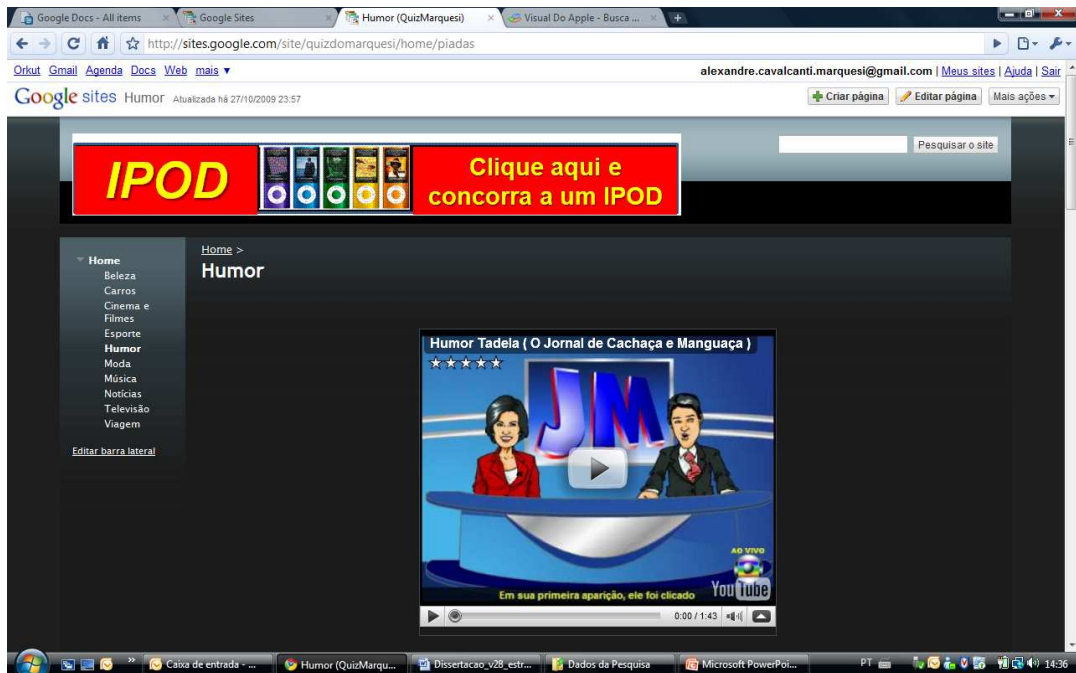 Google Docs - All items
Google Sites
Humor (QuizMarquesi)
Visual Do Apple - Busca ...
http://sites.google.com/site/quizdomarquesi/home/piadas
Orkut Gmail Agenda Docs Web mais ▼
alexandre.cavalcanti.marquesi@gmail.com | Meus sites | Ajuda | Sair
Google sites Humor Atualizada há 27/10/2009 23:57
Criar página Editar página Mais ações ▾
Pesquisar o site
IPOD
Clique aqui e
concorra a um IPOD
Home >
Humor
Home
Beleza
Carros
Cinema e
Filmes
Esporte
Humor
Moda
Música
Notícias
Televisão
Viagem
Editar barra lateral
Humor Tadela ( O Jornal de Cachaça e Manguaça )
JM
AO VIVO
Em sua primeira aparição, ele foi clicado
YouTube
0:00 / 1:43
Caixa de entrada - ...
Humor (QuizMarqu...
Dissertacao_v28_estr...
Dados da Pesquisa
Microsoft PowerPoi...
PT
14:36